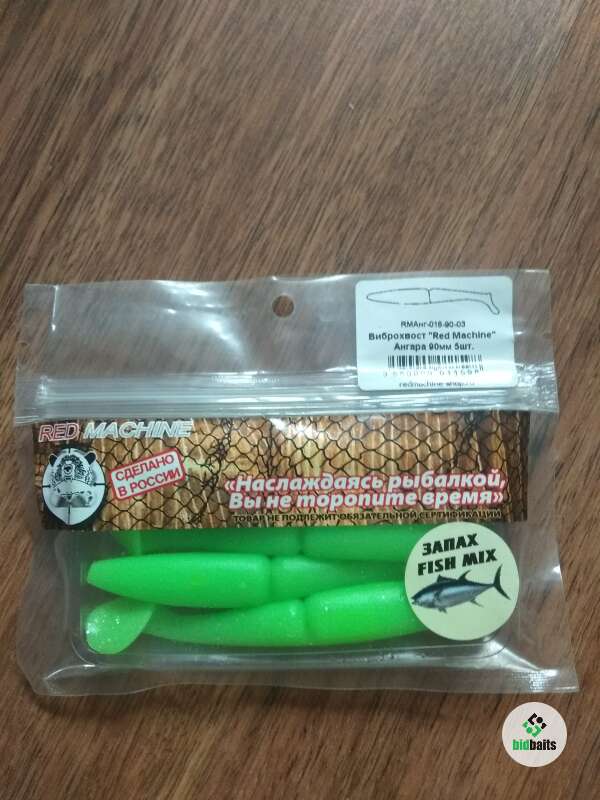 RMАнг-018-90-03
Виброхвост "Red Machine"
Ангара 90мм 5шт.
RED MACHINE
СДЕЛАНО
В РОССИИ
«Наслаждаясь рыбалкой,
Вы не торопите время»
ТОВАР НЕ ПОДЛЕЖИТ ОБЯЗАТЕЛЬНОЙ СЕРТИФИКАЦИИ
ЗАПАХ
FISH MIX
bidbaits